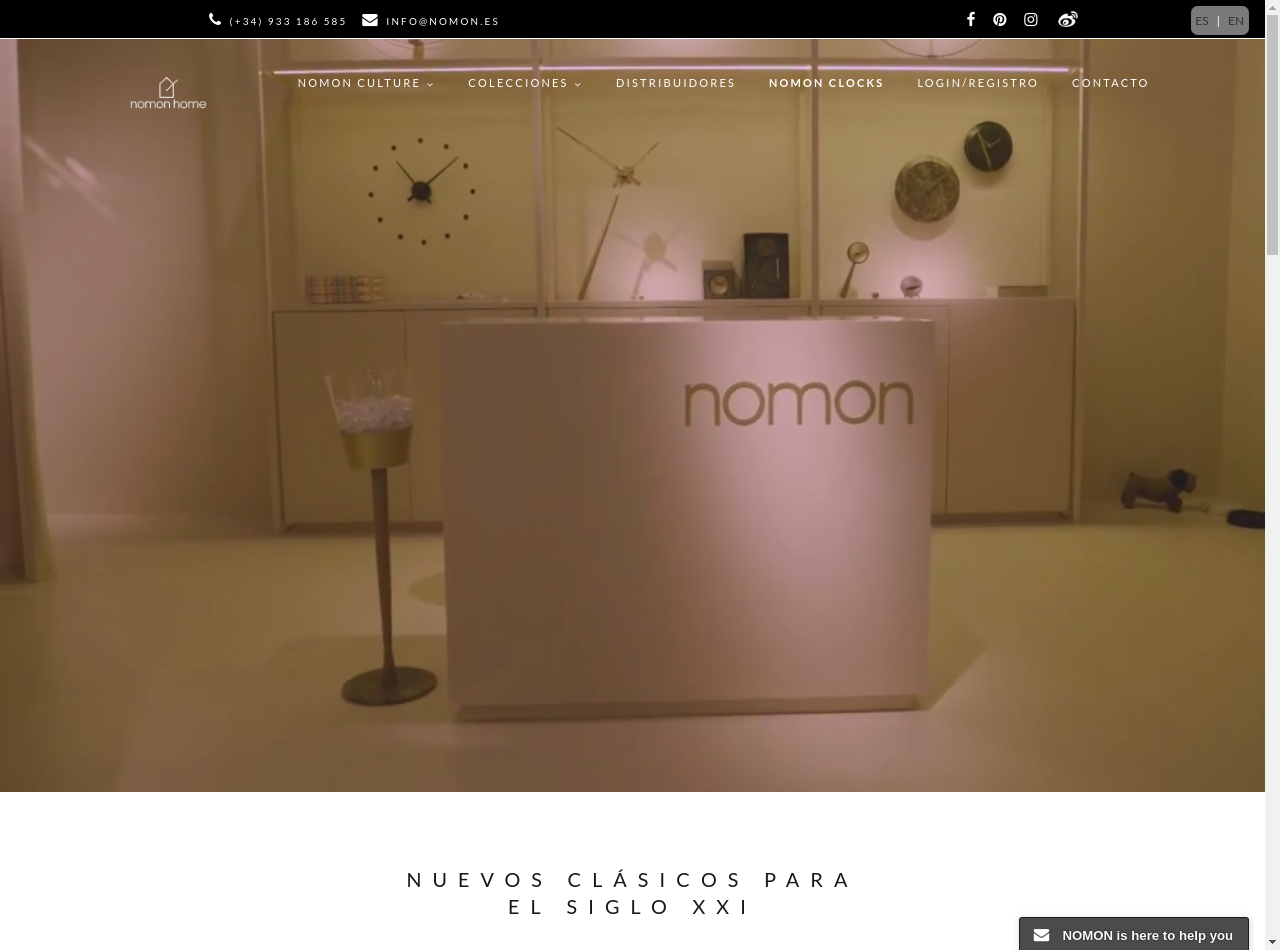 (+34) 933 186 585 INFO@NOMON.ES ES | EN
nomon home NOMON CULTURE COLECCIONES DISTRIBUIDORES NOMON CLOCKS LOGIN/REGISTRO CONTACTO
nomon
NUEVOS CLÁSICOS PARA
EL SIGLO XXI
NOMON is here to help you